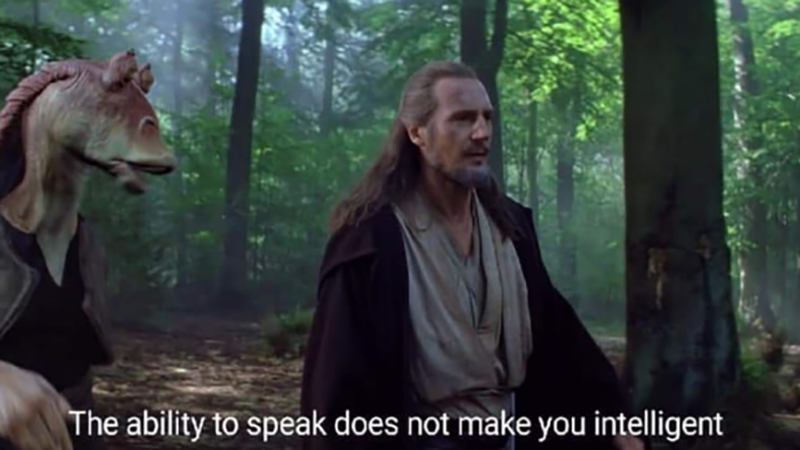 The ability to speak does not make you intelligent